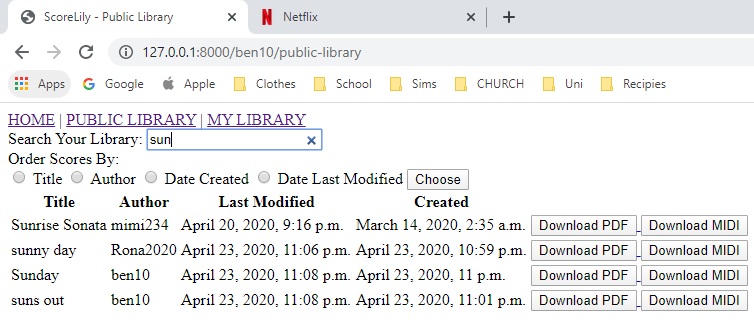 ScoreLily - Public Library Netflix
127.0.0.1:8000/ben10/public-library
Apps Google Apple Clothes School Sims CHURCH Uni Recipies
HOME | PUBLIC LIBRARY | MY LIBRARY
Search Your Library: sun
Order Scores By:
Title Author Date Created Date Last Modified Choose
Title Author Last Modified Created
Sunrise Sonata mimi234 April 20, 2020, 9:16 p.m. March 14, 2020, 2:35 a.m. Download PDF Download MIDI
sunny day Rona2020 April 23, 2020, 11:06 p.m. April 23, 2020, 10:59 p.m. Download PDF Download MIDI
Sunday ben10 April 23, 2020, 11:08 p.m. April 23, 2020, 11 p.m. Download PDF Download MIDI
suns out ben10 April 23, 2020, 11:08 p.m. April 23, 2020, 11:01 p.m. Download PDF Download MIDI